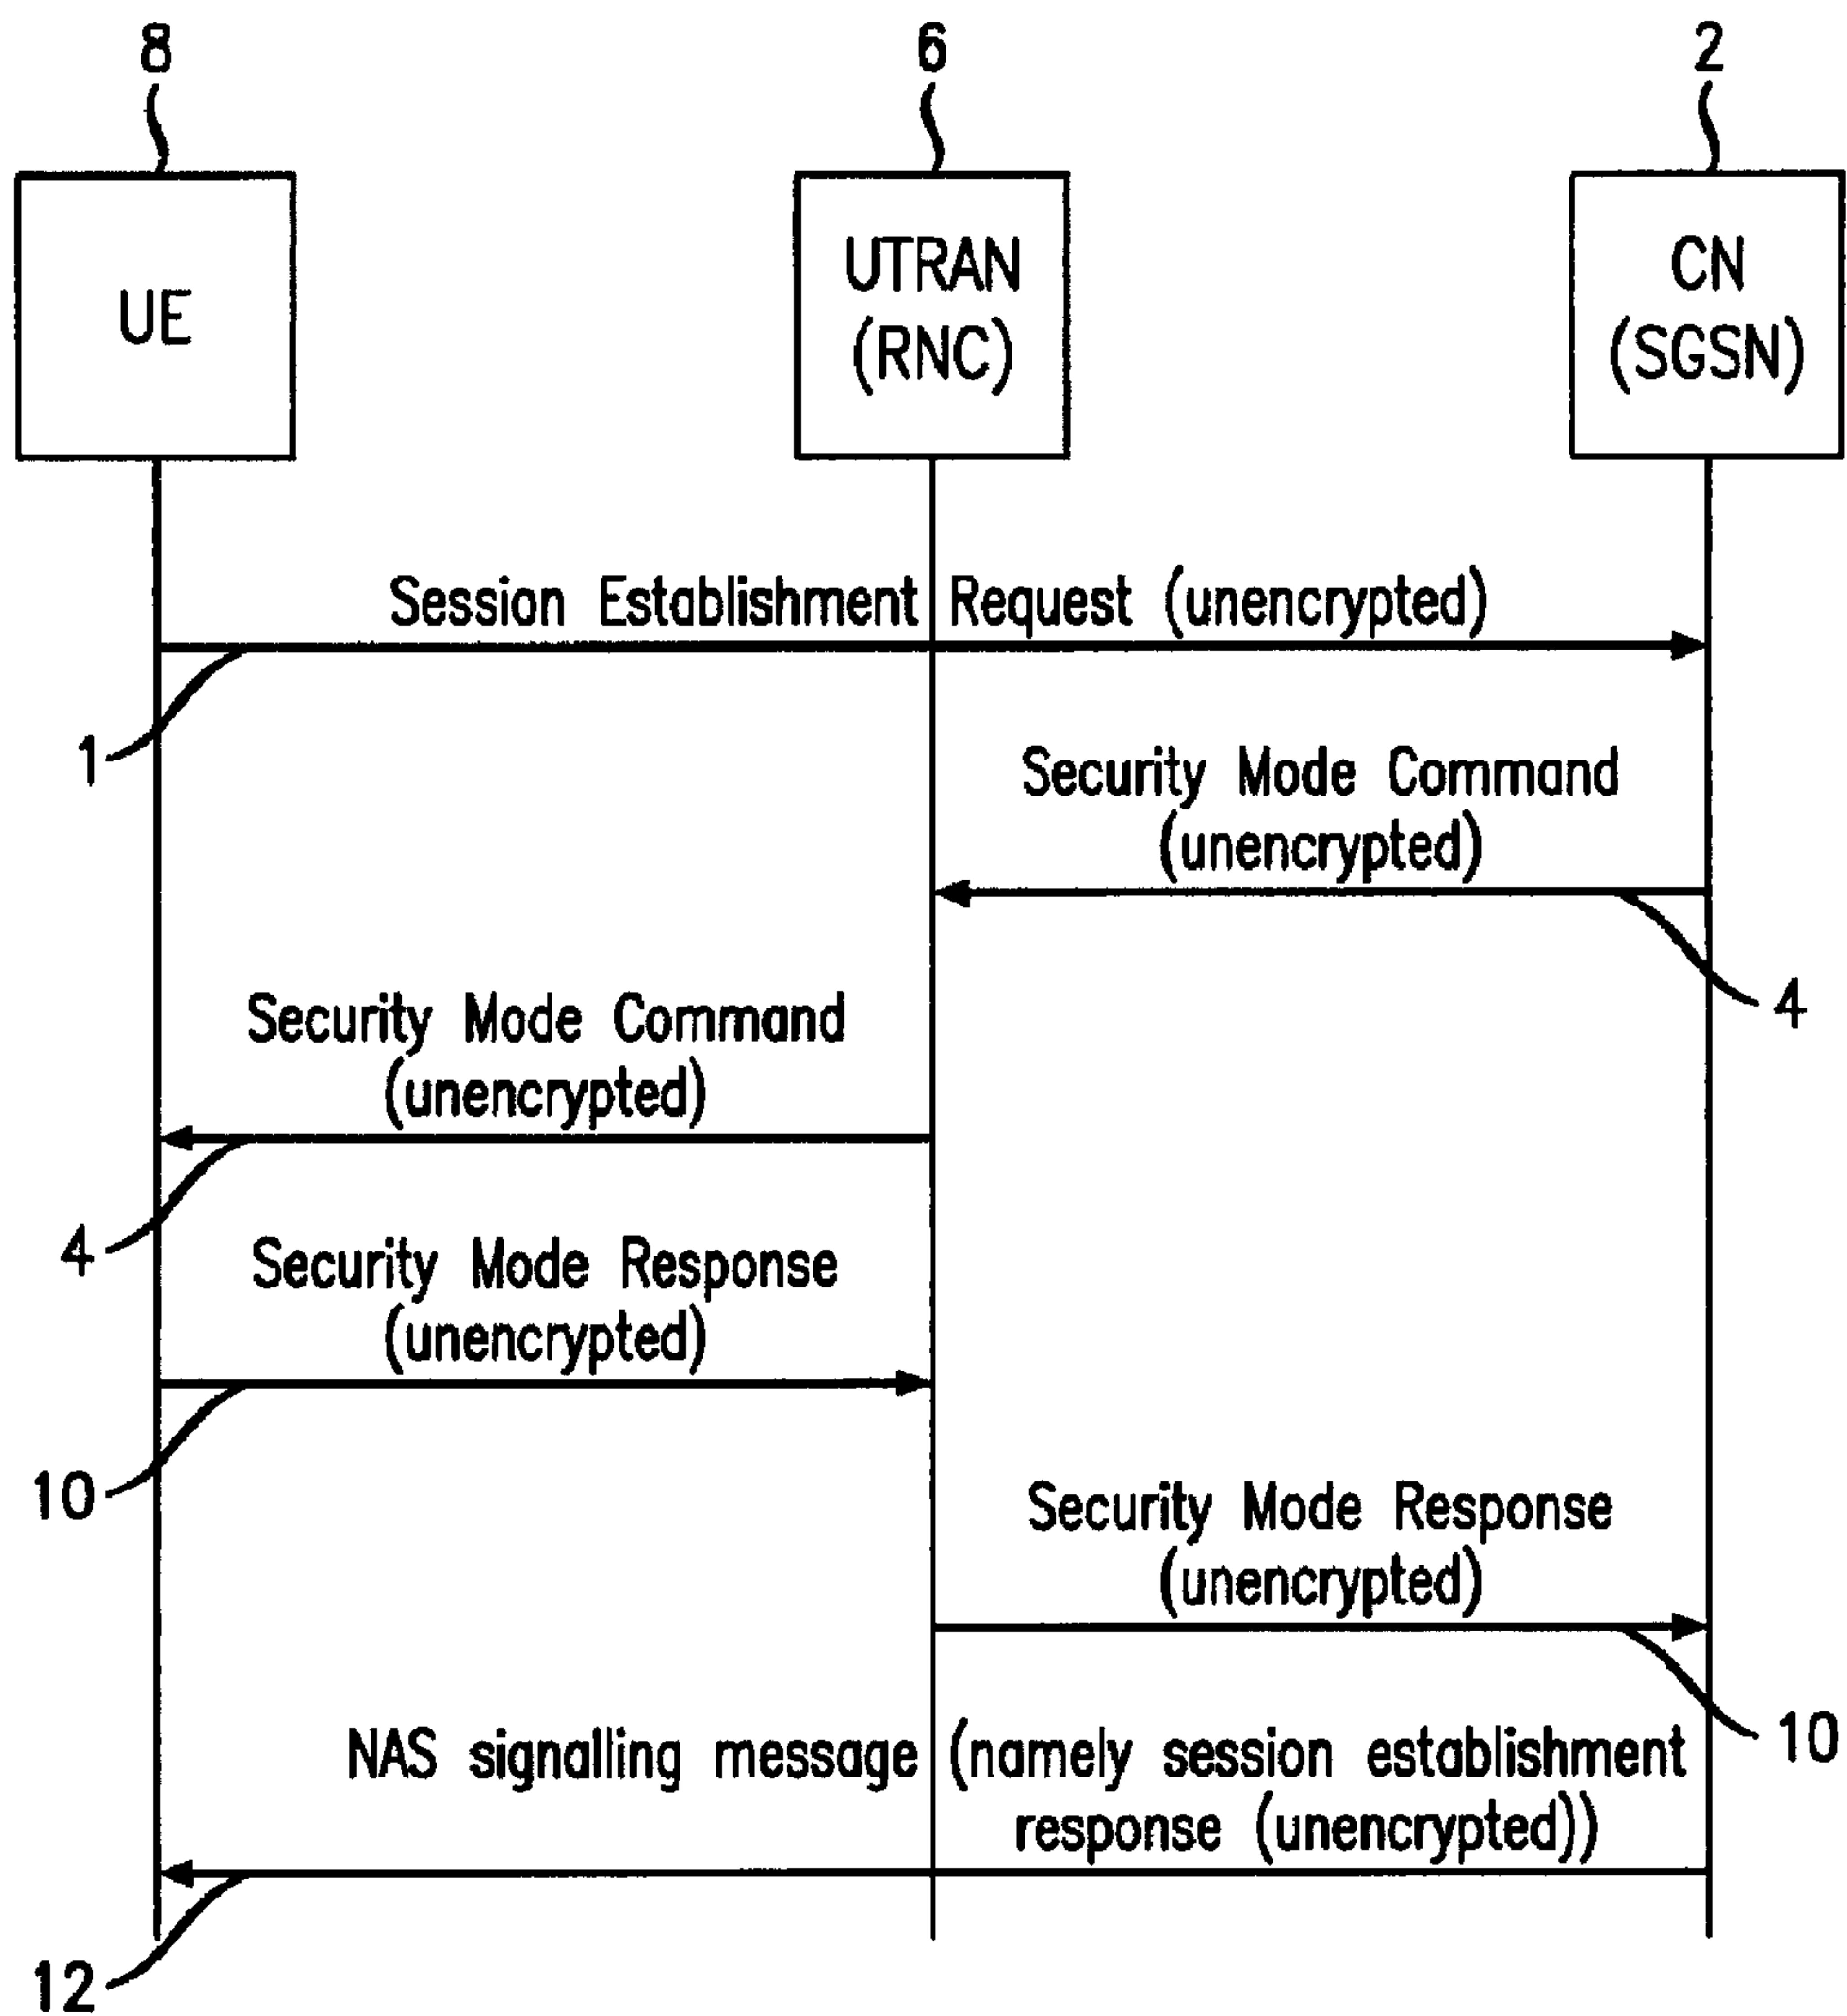 8
6
2
UE
UTRAN
(RNC)
CN
(SGSN)
Session Establishment Request (unencrypted)
1
Security Mode Command
(unencrypted)
4
Security Mode Command
(unencrypted)
4
Security Mode Response
(unencrypted)
10
Security Mode Response
(unencrypted)
10
NAS signalling message (namely session establishment
response (unencrypted))
12